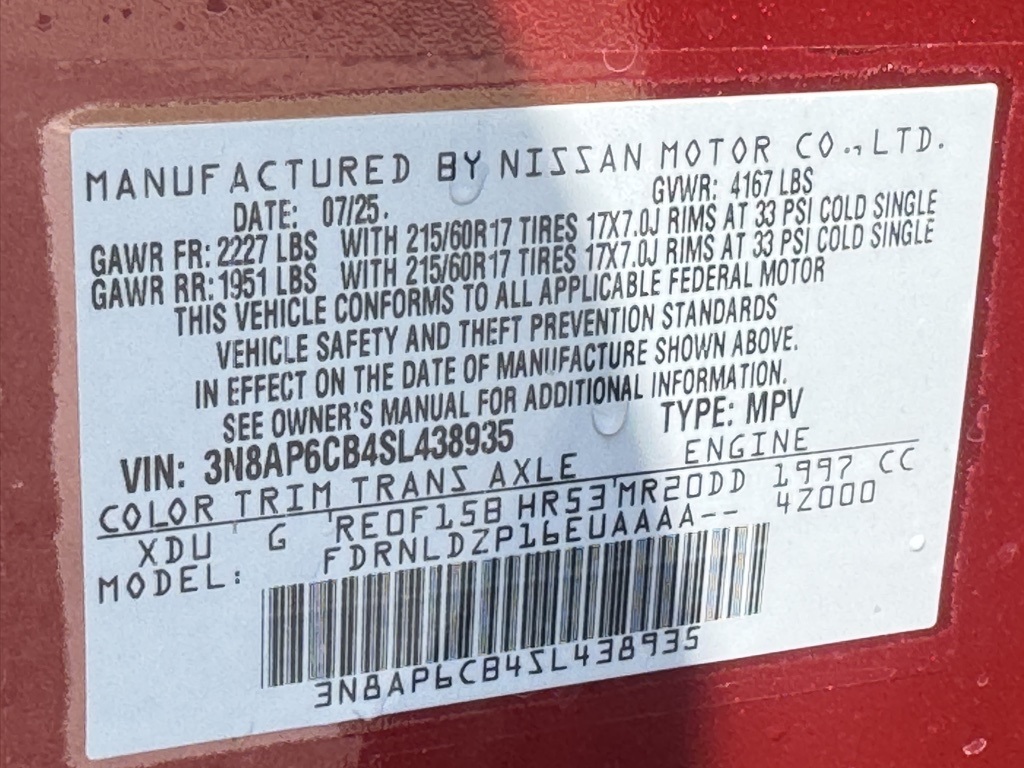 MANUFACTURED BY NISSAN MOTOR CO., LTD.
DATE: 07/25. GVWR: 4167 LBS
GAWR FR: 2227 LBS WITH 215/60R17 TIRES 17X7.0J RIMS AT 33 PSI COLD SINGLE
GAWR RR: 1951 LBS WITH 215/60R17 TIRES 17X7.0J RIMS AT 33 PSI COLD SINGLE
THIS VEHICLE CONFORMS TO ALL APPLICABLE FEDERAL MOTOR
VEHICLE SAFETY AND THEFT PREVENTION STANDARDS
IN EFFECT ON THE DATE OF MANUFACTURE SHOWN ABOVE.
SEE OWNER'S MANUAL FOR ADDITIONAL INFORMATION.
VIN: 3N8AP6CB4SL438935 TYPE: MPV
COLOR TRIM TRANS AXLE ENGINE
XDU G RE0F15B HR53 MR20DD 1997 CC
MODEL: FDRNLDZP16EUAAAA-- 4Z000
3N8AP6CB4SL438935